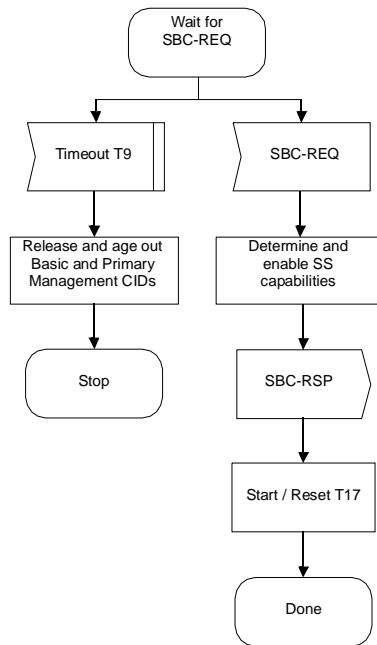 Wait for
SBC-REQ
Timeout T9
SBC-REQ
Release and age out
Basic and Primary
Management CIDs
Determine and
enable SS
capabilities
Stop
SBC-RSP
Start / Reset T17
Done